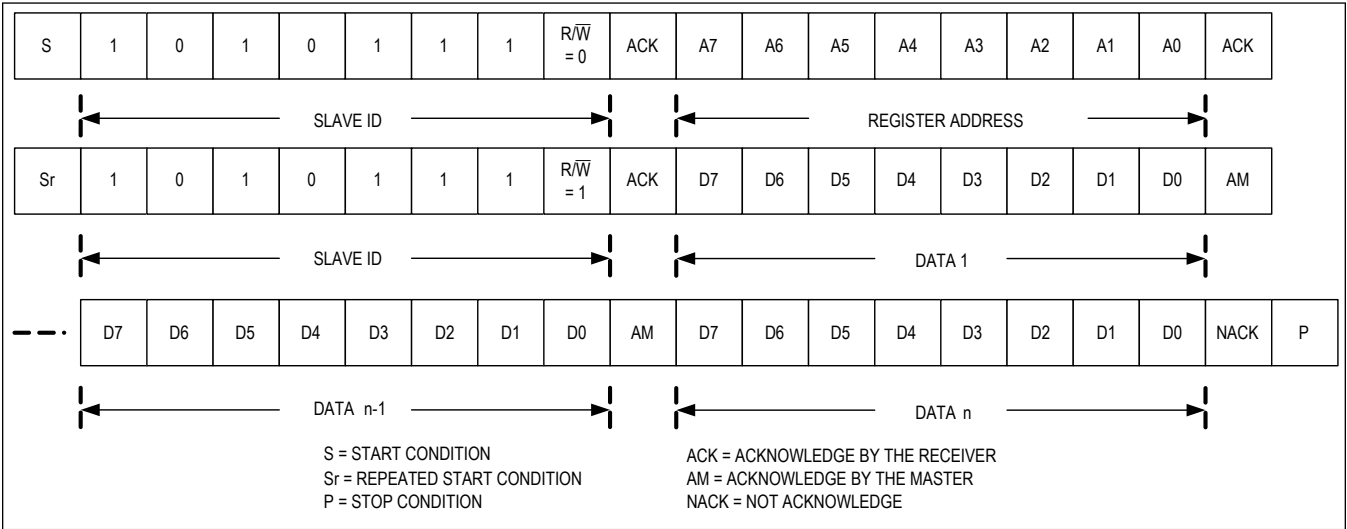 S 1 0 1 0 1 1 1 R/W̅ = 0 ACK A7 A6 A5 A4 A3 A2 A1 A0 ACK
SLAVE ID REGISTER ADDRESS
Sr 1 0 1 0 1 1 1 R/W̅ = 1 ACK D7 D6 D5 D4 D3 D2 D1 D0 AM
SLAVE ID DATA 1
D7 D6 D5 D4 D3 D2 D1 D0 AM D7 D6 D5 D4 D3 D2 D1 D0 NACK P
DATA n-1 DATA n
S = START CONDITION
Sr = REPEATED START CONDITION
P = STOP CONDITION
ACK = ACKNOWLEDGE BY THE RECEIVER
AM = ACKNOWLEDGE BY THE MASTER
NACK = NOT ACKNOWLEDGE